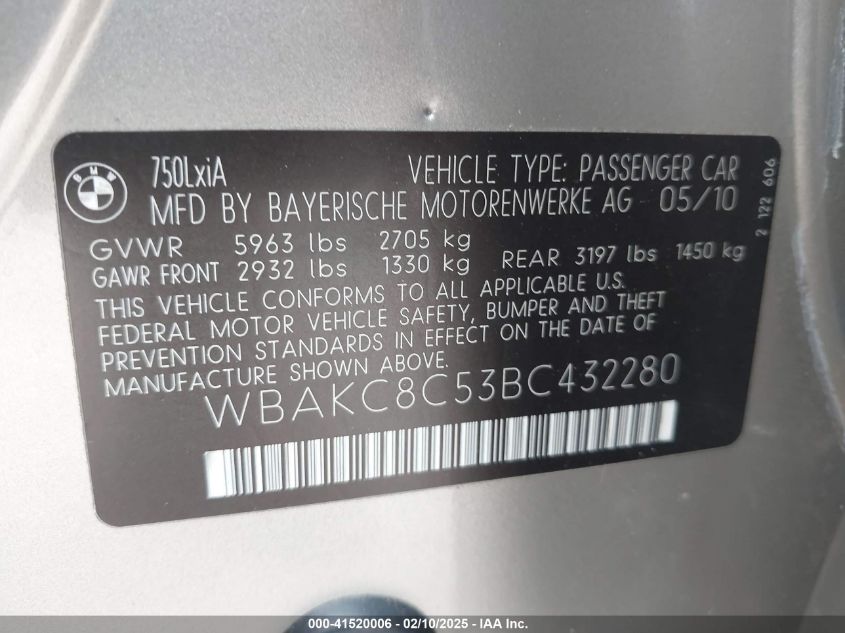 BMW
750LxiA VEHICLE TYPE: PASSENGER CAR
MFD BY BAYERISCHE MOTORENWERKE AG 05/10
GVWR 5963 lbs 2705 kg
GAWR FRONT 2932 lbs 1330 kg REAR 3197 lbs 1450 kg
THIS VEHICLE CONFORMS TO ALL APPLICABLE U.S.
FEDERAL MOTOR VEHICLE SAFETY, BUMPER AND THEFT
PREVENTION STANDARDS IN EFFECT ON THE DATE OF
MANUFACTURE SHOWN ABOVE.
WBAKC8C53BC432280
2 122 606
000-41520006 - 02/10/2025 - IAA Inc.